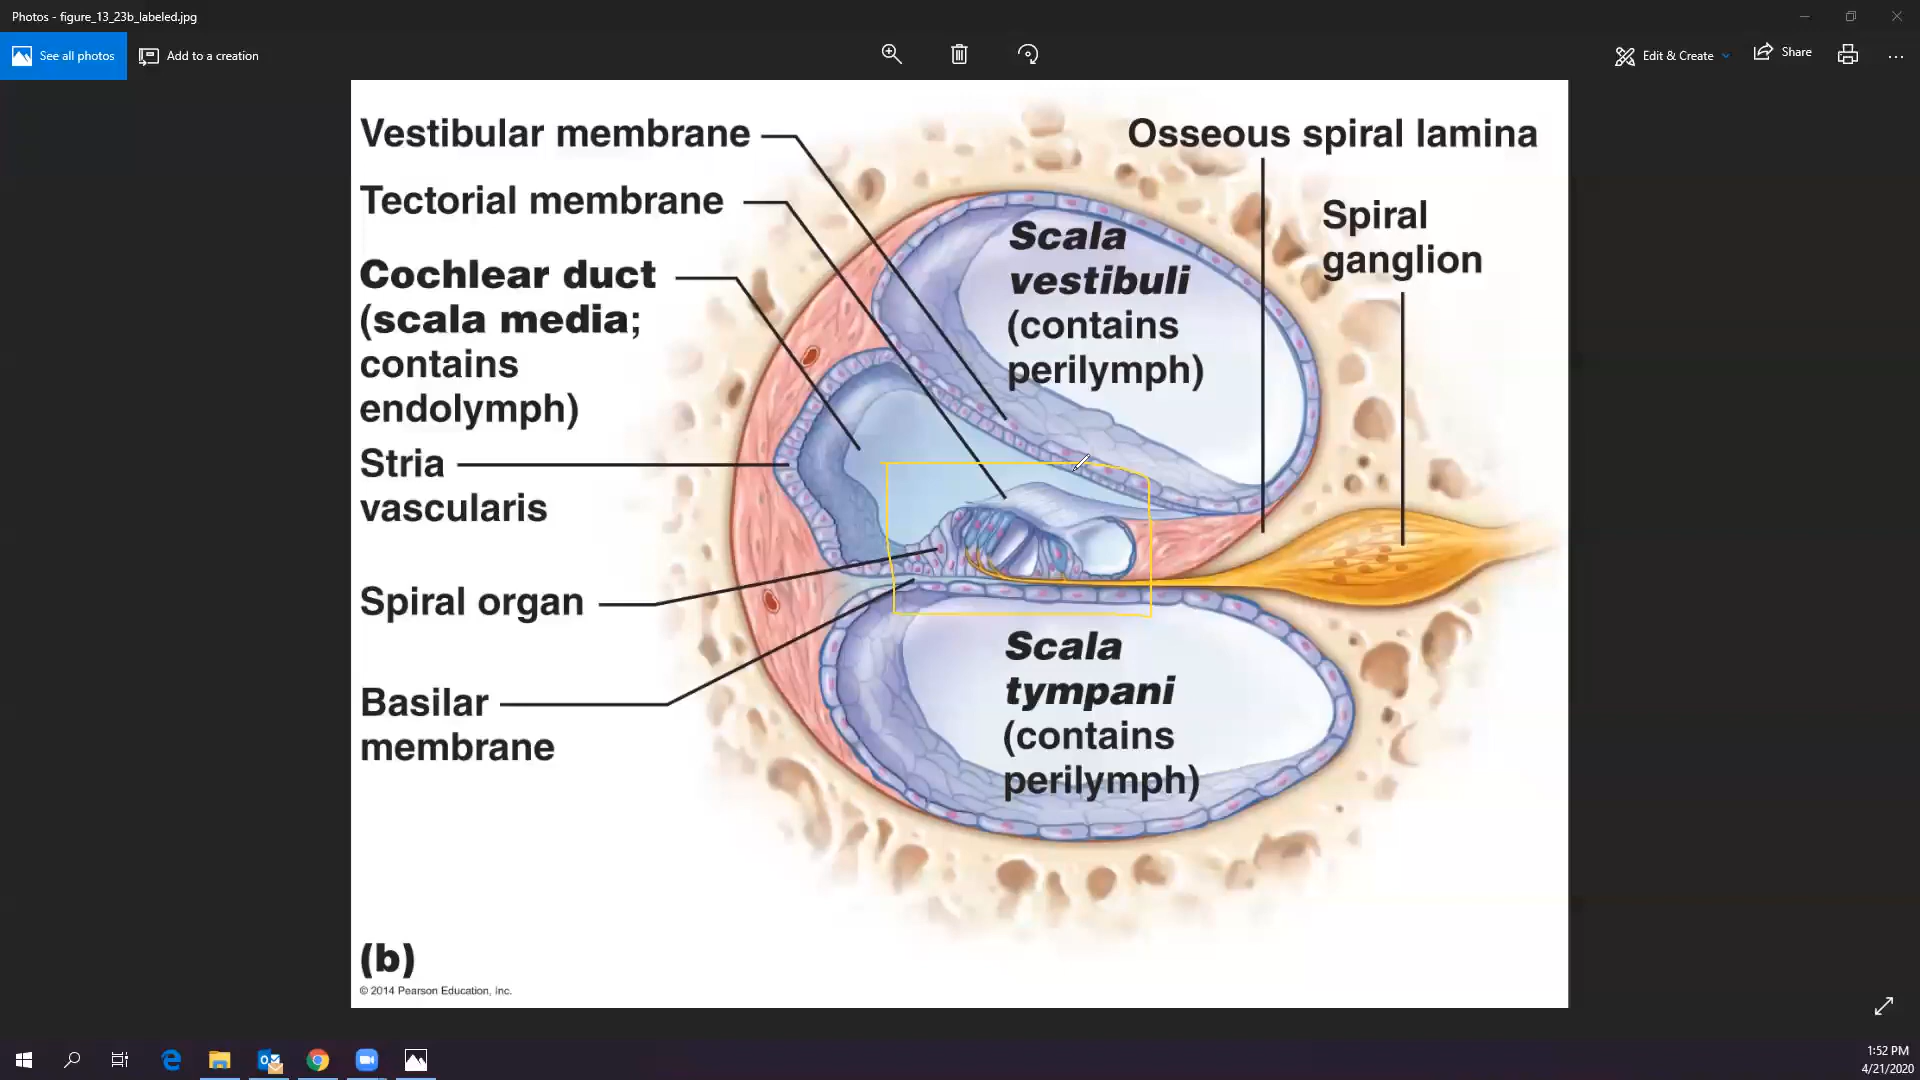 Photos - figure_13_23b_labeled.jpg
See all photos
Add to a creation
Edit & Create
Share
Vestibular membrane
Tectorial membrane
Cochlear duct
(scala media;
contains
endolymph)
Stria
vascularis
Spiral organ
Basilar
membrane
Osseous spiral lamina
Spiral
ganglion
Scala
vestibuli
(contains
perilymph)
Scala
tympani
(contains
perilymph)
(b)
© 2014 Pearson Education, Inc.
1:52 PM
4/21/2020